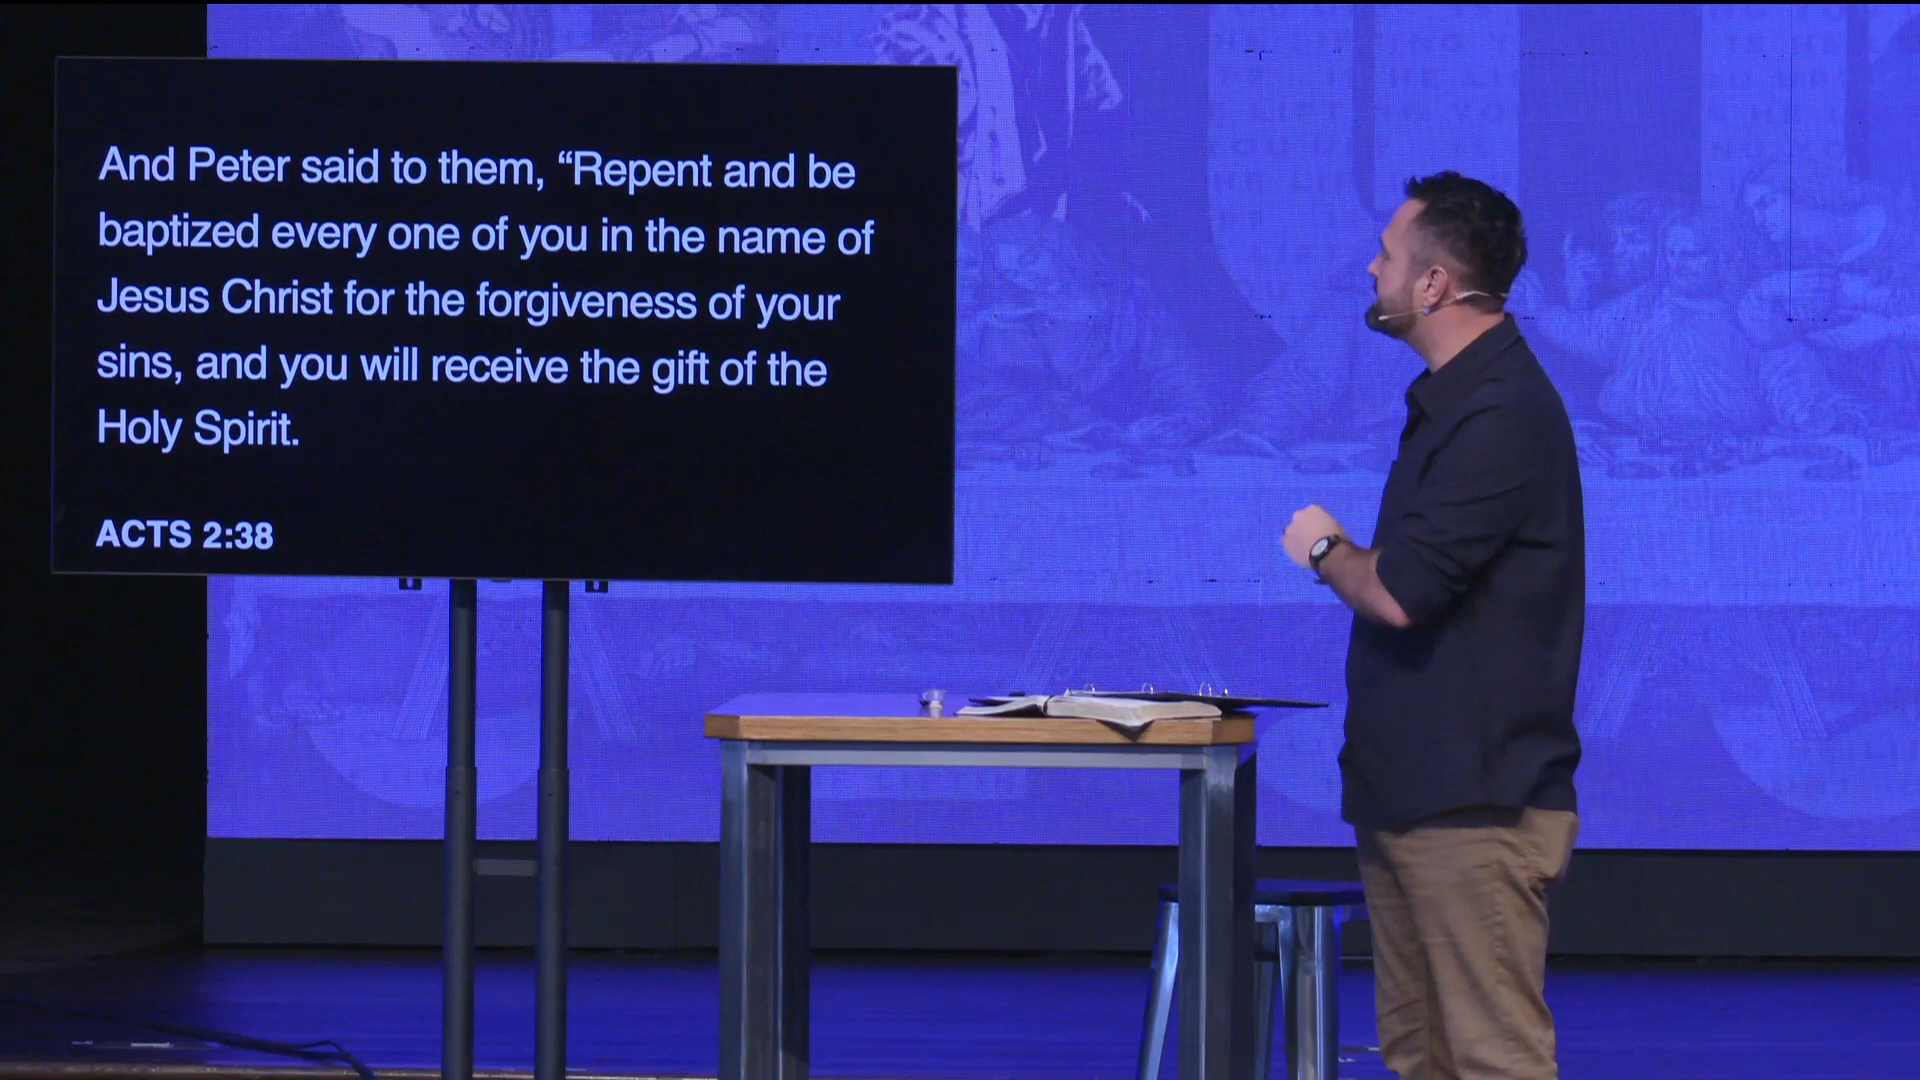 And Peter said to them, “Repent and be
baptized every one of you in the name of
Jesus Christ for the forgiveness of your
sins, and you will receive the gift of the
Holy Spirit.
ACTS 2:38